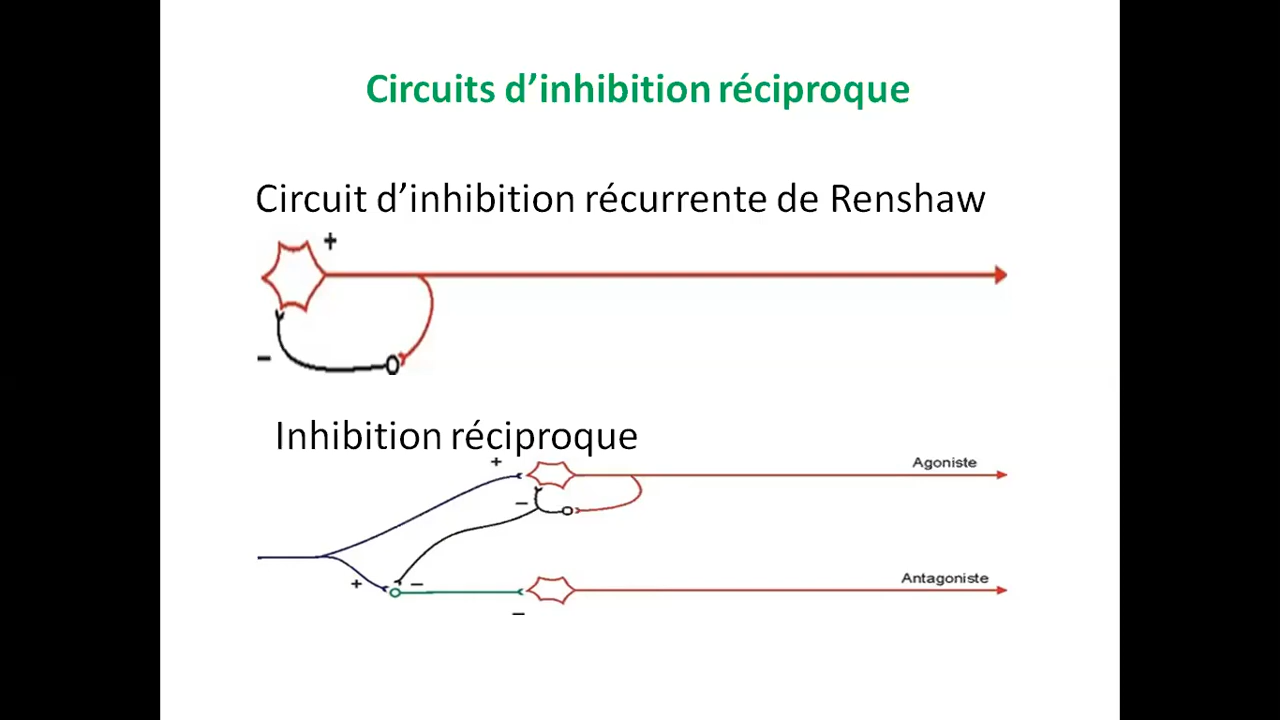 Circuits d’inhibition réciproque
Circuit d’inhibition récurrente de Renshaw
+
–
Inhibition réciproque
+
Agoniste
–
+
–
Antagoniste
–